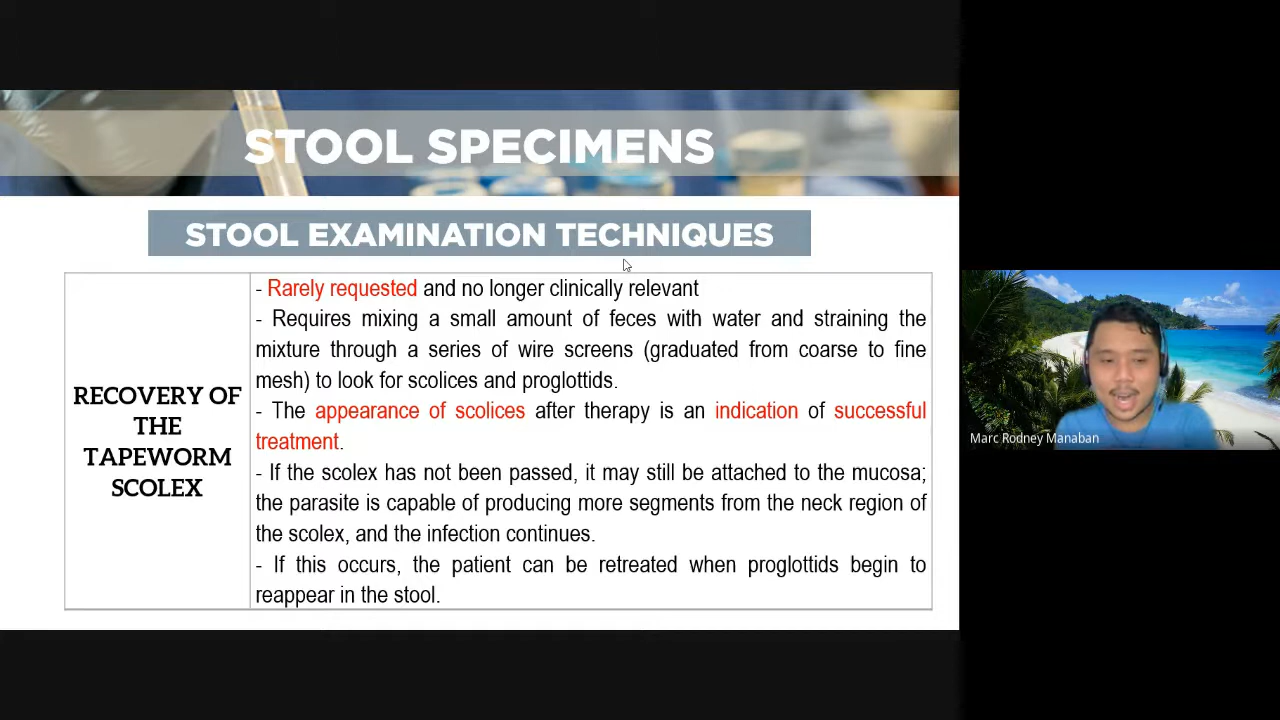 STOOL SPECIMENS
STOOL EXAMINATION TECHNIQUES
RECOVERY OF
THE
TAPEWORM
SCOLEX
- Rarely requested and no longer clinically relevant
- Requires mixing a small amount of feces with water and straining the
mixture through a series of wire screens (graduated from coarse to fine
mesh) to look for scolices and proglottids.
- The appearance of scolices after therapy is an indication of successful
treatment.
- If the scolex has not been passed, it may still be attached to the mucosa;
the parasite is capable of producing more segments from the neck region of
the scolex, and the infection continues.
- If this occurs, the patient can be retreated when proglottids begin to
reappear in the stool.
Marc Rodney Manaban